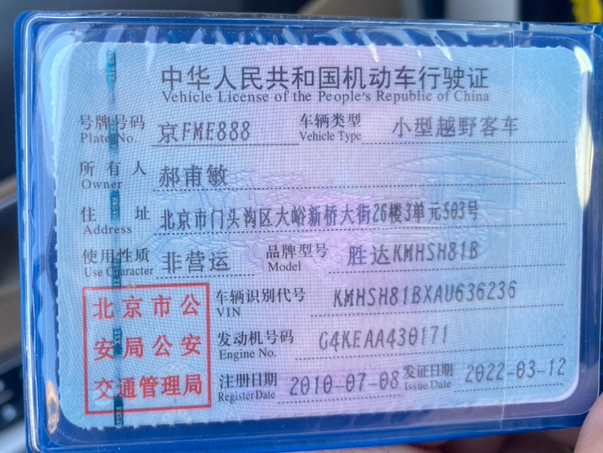 中华人民共和国机动车行驶证
Vehicle License of the People's Republic of China
号牌号码 京FME888 车辆类型 小型越野客车
Plate No. Vehicle Type
所有人 郝甫敏
Owner
住址 北京市门头沟区大峪新桥大街26楼3单元503号
Address
使用性质 非营运 品牌型号 胜达KMHSH81B
Use Character Model
北京市公
安局公安
交通管理局
车辆识别代号 KMHSH81BXAU636236
VIN
发动机号码 G4KEAA430171
Engine No.
注册日期 2010-07-08 发证日期 2022-03-12
Register Date Issue Date